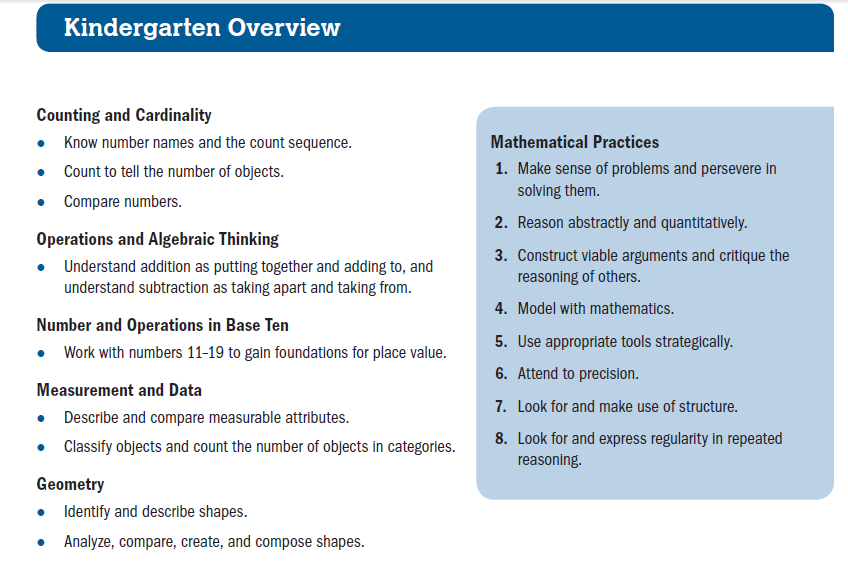 Kindergarten Overview
Counting and Cardinality
• Know number names and the count sequence.
• Count to tell the number of objects.
• Compare numbers.
Operations and Algebraic Thinking
• Understand addition as putting together and adding to, and
understand subtraction as taking apart and taking from.
Number and Operations in Base Ten
• Work with numbers 11–19 to gain foundations for place value.
Measurement and Data
• Describe and compare measurable attributes.
• Classify objects and count the number of objects in categories.
Geometry
• Identify and describe shapes.
• Analyze, compare, create, and compose shapes.
Mathematical Practices
1. Make sense of problems and persevere in
solving them.
2. Reason abstractly and quantitatively.
3. Construct viable arguments and critique the
reasoning of others.
4. Model with mathematics.
5. Use appropriate tools strategically.
6. Attend to precision.
7. Look for and make use of structure.
8. Look for and express regularity in repeated
reasoning.